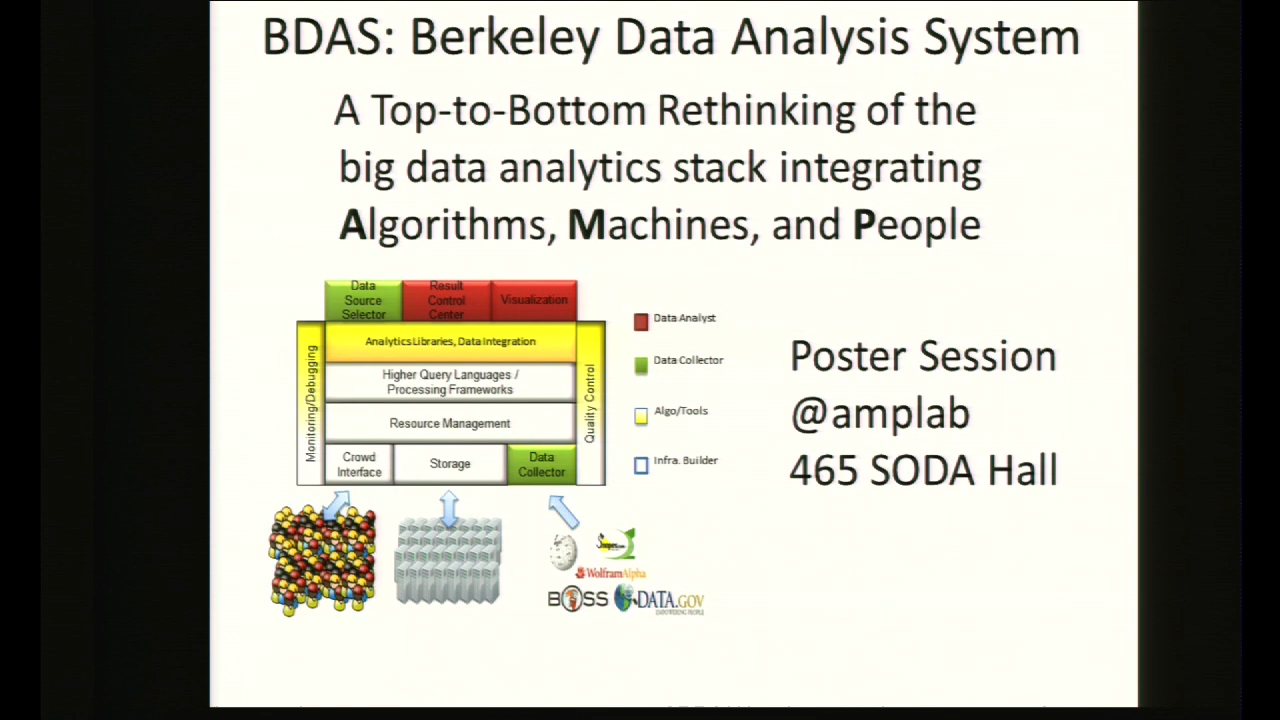 BDAS: Berkeley Data Analysis System
A Top-to-Bottom Rethinking of the
big data analytics stack integrating
Algorithms, Machines, and People
Data
Source
Selector
Result
Control
Center
Visualization
Monitoring/Debugging
Analytics Libraries, Data Integration
Higher Query Languages /
Processing Frameworks
Resource Management
Crowd
Interface
Storage
Data
Collector
Quality Control
Data Analyst
Data Collector
Algo/Tools
Infra. Builder
Poster Session
@amplab
465 SODA Hall
WolframAlpha
BOSS
DATA.GOV